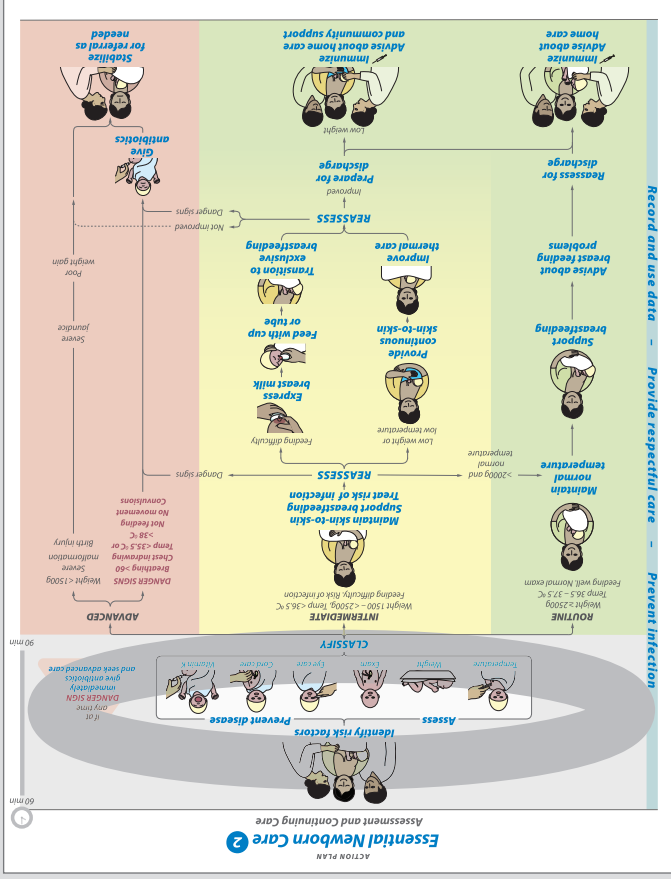 ACTION PLAN
Essential Newborn Care 2
Assessment and Continuing Care
60 min
Identify risk factors
Assess
Prevent disease
Temperature
Weight
Exam
Eye care
Cord care
Vitamin K
If at
any time
DANGER SIGN
immediately
give antibiotics
and seek advanced care
90 min
CLASSIFY
ROUTINE
Weight ≥2500g
Temp 36.5 – 37.5 ºC
Feeding well. Normal exam
Maintain
normal
temperature
Support
breastfeeding
Advise about
breast feeding
problems
Reassess for
discharge
Immunize
Advise about
home care
INTERMEDIATE
Weight 1500 – <2500g, Temp <36.5 ºC
Feeding difficulty, Risk of infection
Maintain skin-to-skin
Support breastfeeding
Treat risk of infection
REASSESS
>2000g and
normal
temperature
Danger signs
Low weight or
low temperature
Provide
continuous
skin-to-skin
Improve
thermal care
Feeding difficulty
Express
breast milk
Feed with cup
or tube
Transition to
exclusive
breastfeeding
REASSESS
Not improved
Danger signs
Improved
Prepare for
discharge
Low weight
Immunize
Advise about home care
and community support
ADVANCED
DANGER SIGNS
Breathing >60
Chest indrawing
Temp <35.5 ºC or
>38 ºC
Not feeding
No movement
Convulsions
Weight <1500g
Severe
malformation
Birth injury
Severe
jaundice
Poor
weight gain
Give
antibiotics
Stabilize
for referral as
needed
Prevent infection – Provide respectful care – Record and use data